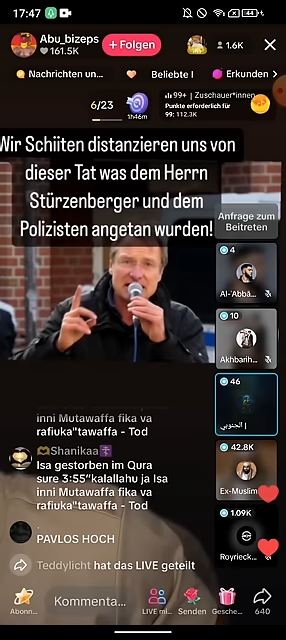 17:47
44
Abu_bizeps
161.5K
+ Folgen
1.6K
Nachrichten un...
Beliebte I
Erkunden
6/23
1h46m
99+ | Zuschauer*innen
Punkte erforderlich für
99: 112.3K
Wir Schiiten distanzieren uns von
dieser Tat was dem Herrn
Stürzenberger und dem
Polizisten angetan wurden!
Anfrage zum
Beitreten
4
Al-'Abbâ...
10
Akhbarih...
46
الجنوبي |
42.8K
Ex-Muslim
1.09K
Royrieck...
inni Mutawaffa fika va
rafiuka"tawaffa - Tod
Shanikaa
Isa gestorben im Qura
sure 3:55"kalallahu ja Isa
inni Mutawaffa fika va
rafiuka"tawaffa - Tod
PAVLOS HOCH
Teddylicht hat das LIVE geteilt
Abonn...
Kommenta...
LIVE mi...
Senden
Gesche...
640